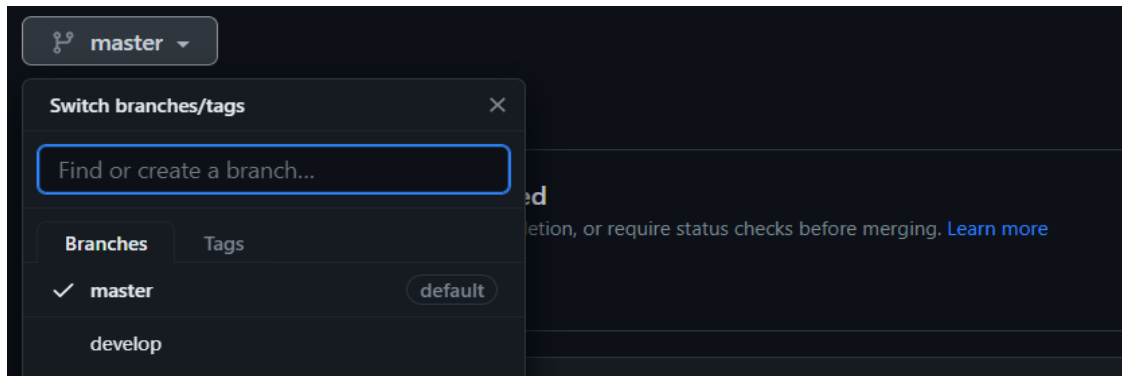 master
Switch branches/tags
Find or create a branch...
ed
etion, or require status checks before merging. Learn more
Branches Tags
master default
develop